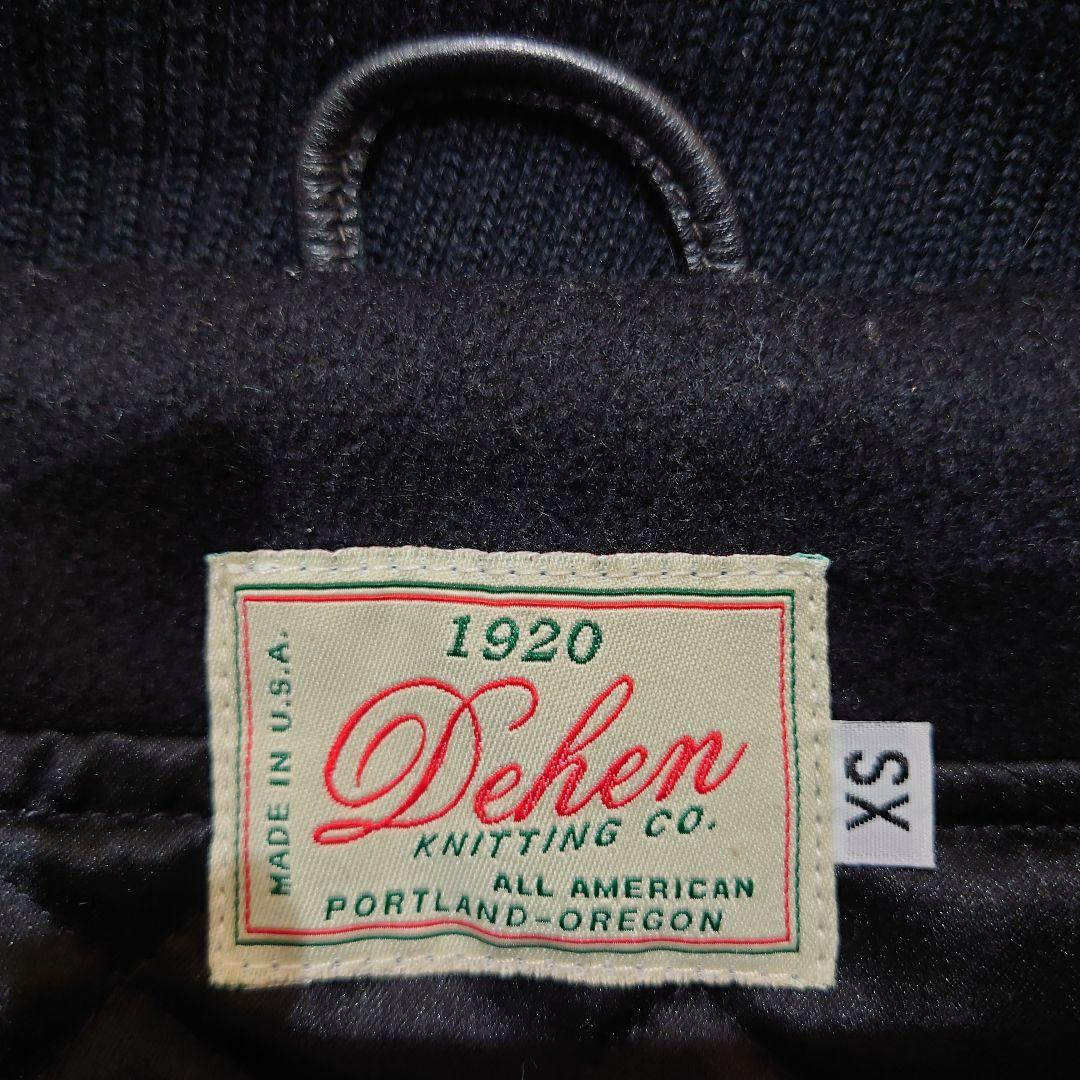 1920
Dehen
KNITTING CO.
ALL AMERICAN
PORTLAND-OREGON
MADE IN U.S.A.
XS